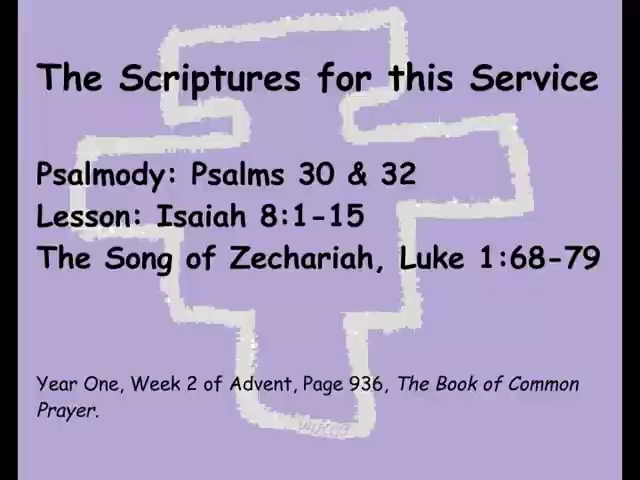 The Scriptures for this Service
Psalmody: Psalms 30 & 32
Lesson: Isaiah 8:1-15
The Song of Zechariah, Luke 1:68-79
Year One, Week 2 of Advent, Page 936, The Book of Common
Prayer.